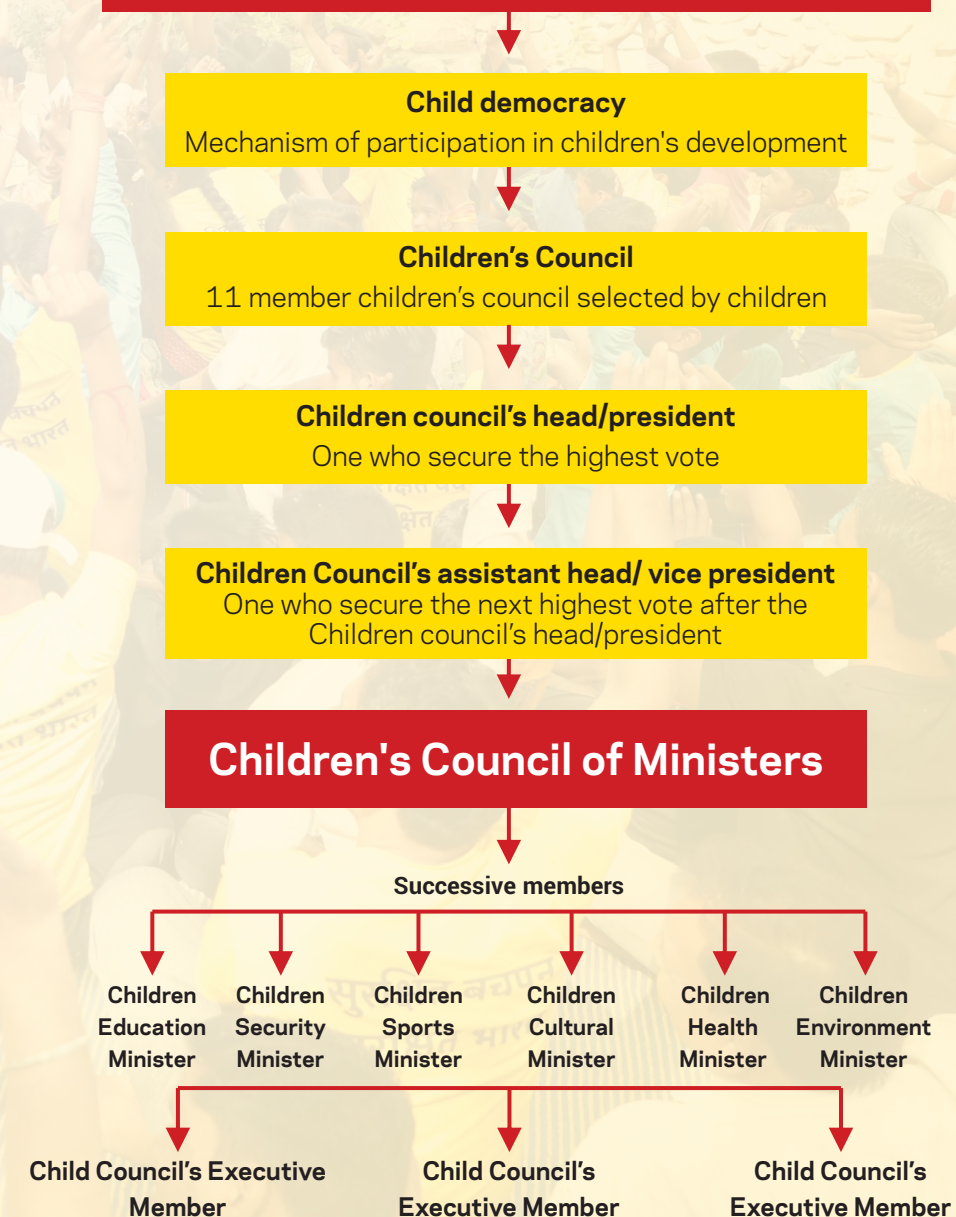 Child democracy
Mechanism of participation in children's development
Children's Council
11 member children's council selected by children
Children council's head/president
One who secure the highest vote
Children Council's assistant head/ vice president
One who secure the next highest vote after the
Children council's head/president
Children's Council of Ministers
Successive members
Children Education Minister
Children Security Minister
Children Sports Minister
Children Cultural Minister
Children Health Minister
Children Environment Minister
Child Council's Executive Member
Child Council's Executive Member
Child Council's Executive Member
सुरक्षित बचपन
भारत